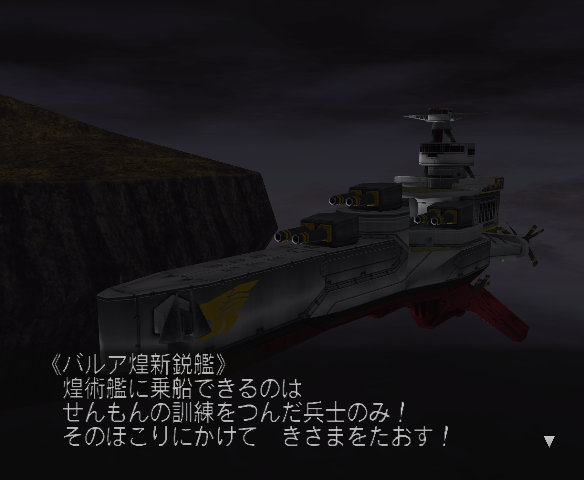 《バルア煌新鋭艦》
煌術艦に乗船できるのは
せんもんの訓練をつんだ兵士のみ！
そのほこりにかけて　きさまをたおす！